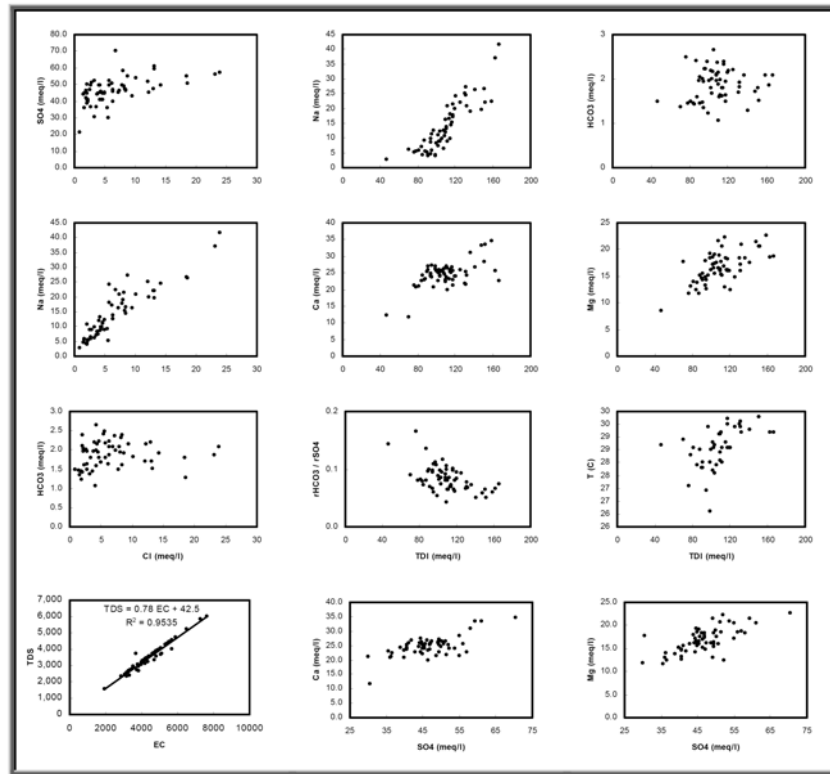 80.0
70.0
60.0
50.0
40.0
30.0
20.0
10.0
0.0
SO4 (meq/l)
0 5 10 15 20 25 30
45
40
35
30
25
20
15
10
5
0
Na (meq/l)
0 40 80 120 160 200
3
2
1
0
HCO3 (meq/l)
0 40 80 120 160 200
45.0
40.0
35.0
30.0
25.0
20.0
15.0
10.0
5.0
0.0
Na (meq/l)
0 5 10 15 20 25 30
40
35
30
25
20
15
10
5
0
Ca (meq/l)
0 40 80 120 160 200
25
20
15
10
5
0
Mg (meq/l)
0 40 80 120 160 200
3.0
2.5
2.0
1.5
1.0
0.5
0.0
HCO3 (meq/l)
0 5 10 15 20 25 30
Cl (meq/l)
0.2
0.1
0.0
rHCO3 / rSO4
0 40 80 120 160 200
TDI (meq/l)
30
30
29
29
28
28
27
27
26
26
T (C)
0 40 80 120 160 200
TDI (meq/l)
7,000
6,000
5,000
4,000
3,000
2,000
1,000
0
TDS
TDS = 0.78 EC + 42.5
R² = 0.9535
0 2000 4000 6000 8000 10000
EC
40.0
35.0
30.0
25.0
20.0
15.0
10.0
5.0
0.0
Ca (meq/l)
25 35 45 55 65 75
SO4 (meq/l)
25.0
20.0
15.0
10.0
5.0
0.0
Mg (meq/l)
25 35 45 55 65 75
SO4 (meq/l)